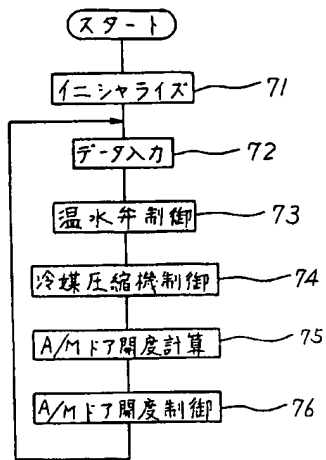 スタート
イニシャライズ 71
データ入力 72
温水弁制御 73
冷媒圧縮機制御 74
A/Mドア開度計算 75
A/Mドア開度制御 76